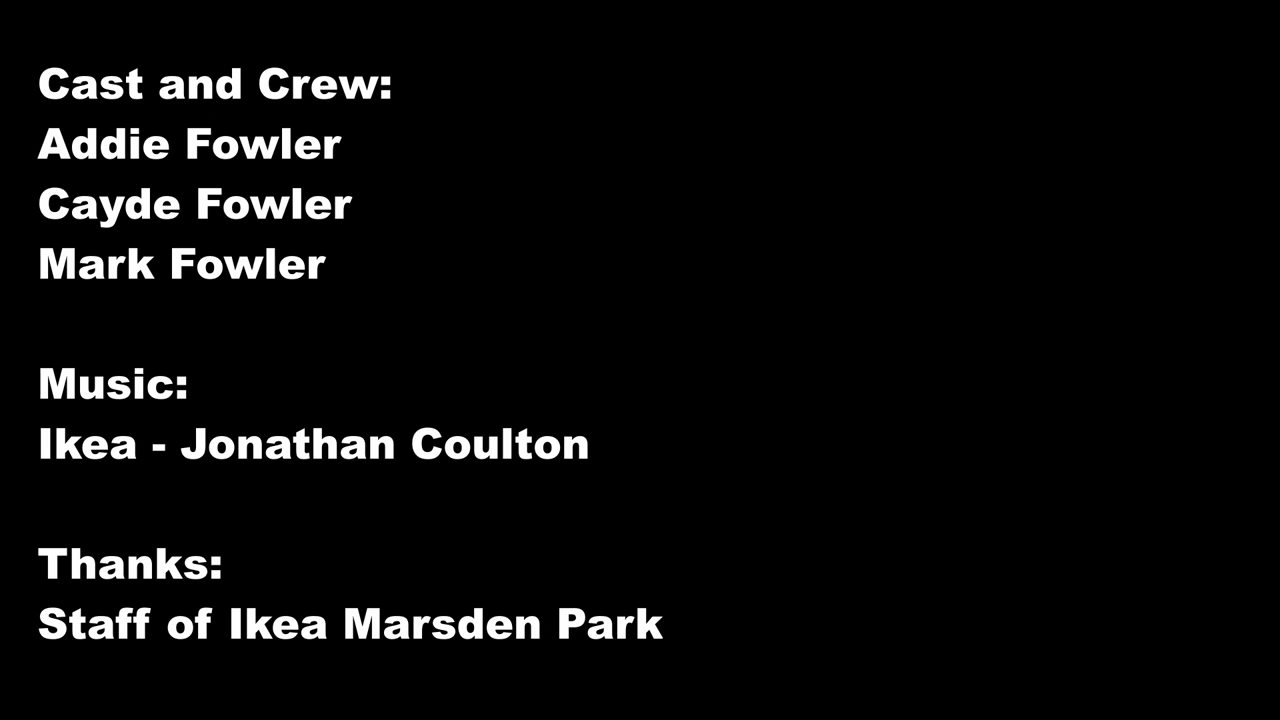 Cast and Crew:
Addie Fowler
Cayde Fowler
Mark Fowler
Music:
Ikea - Jonathan Coulton
Thanks:
Staff of Ikea Marsden Park